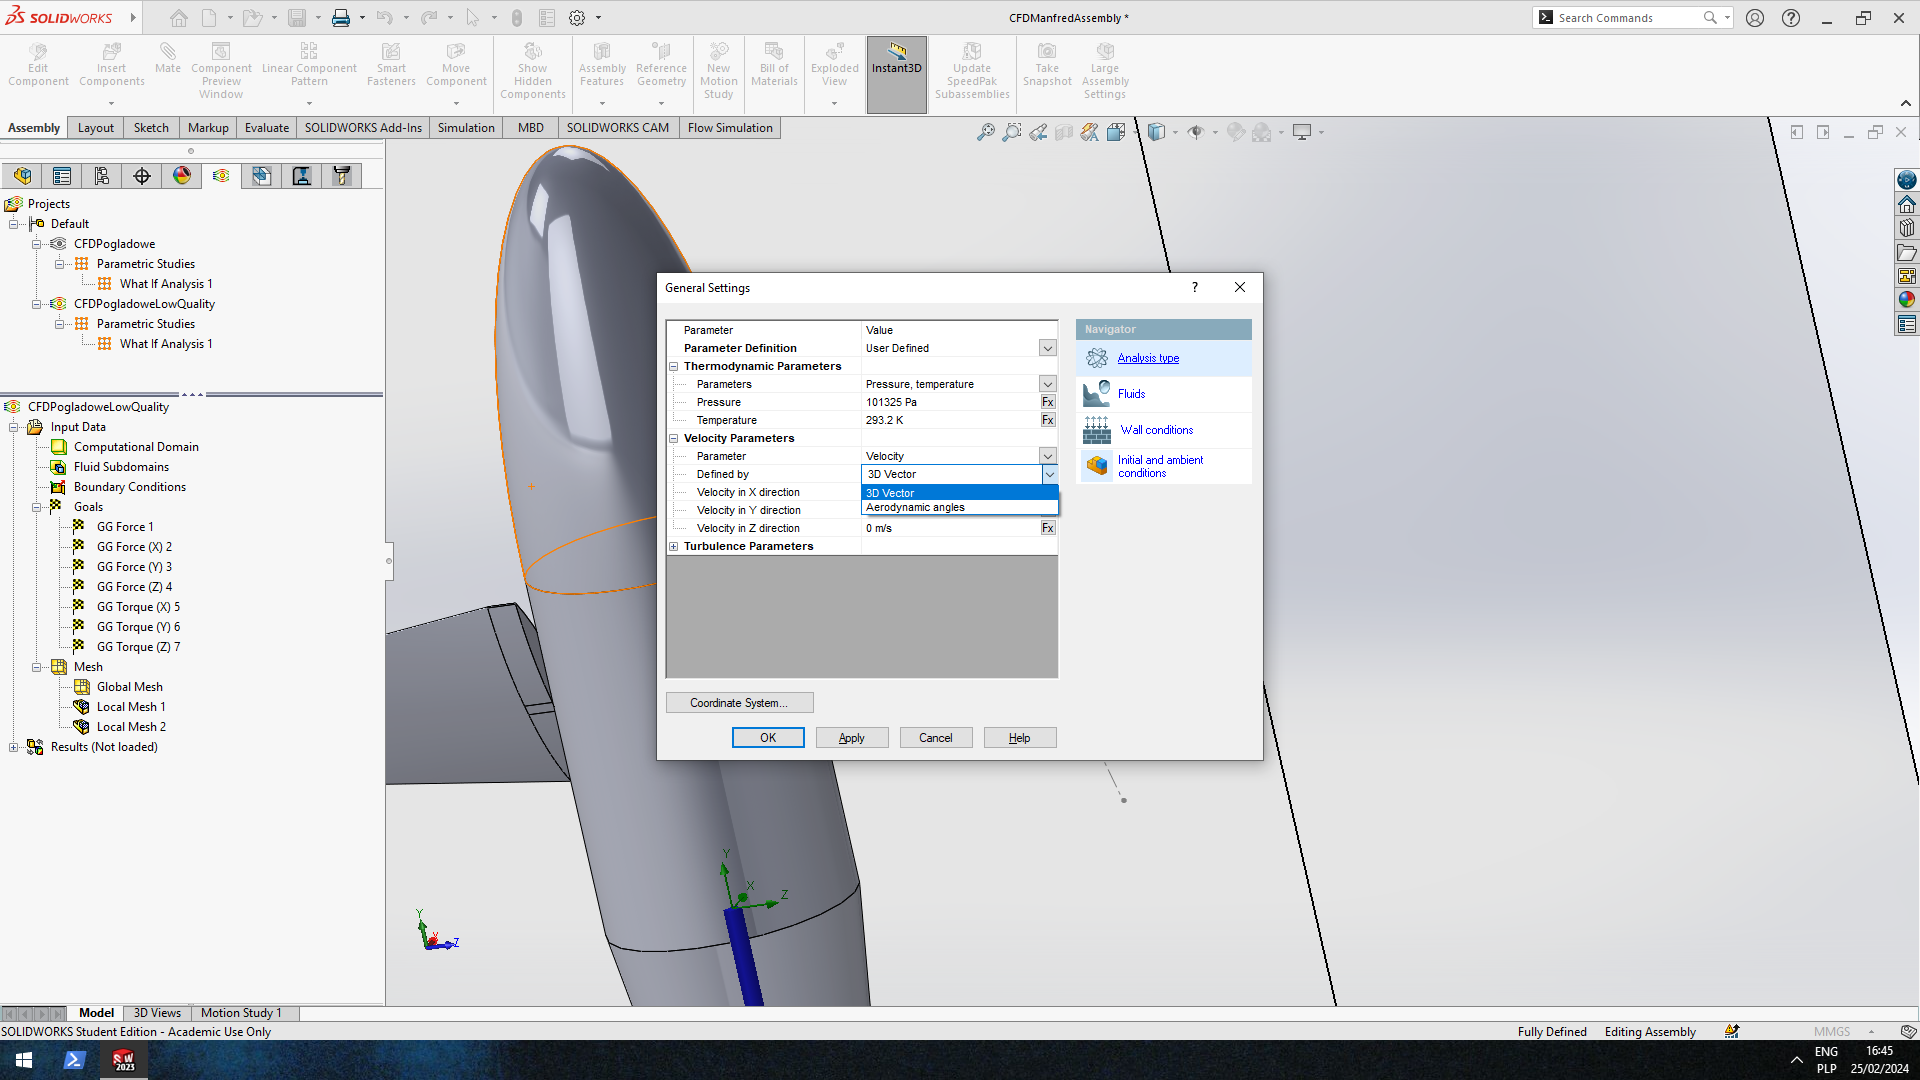 SOLIDWORKS
CFDManfredAssembly *
Search Commands
Edit Component
Insert Components
Mate
Component Preview Window
Linear Component Pattern
Smart Fasteners
Move Component
Show Hidden Components
Assembly Features
Reference Geometry
New Motion Study
Bill of Materials
Exploded View
Instant3D
Update SpeedPak Subassemblies
Take Snapshot
Large Assembly Settings
Assembly
Layout
Sketch
Markup
Evaluate
SOLIDWORKS Add-Ins
Simulation
MBD
SOLIDWORKS CAM
Flow Simulation
Projects
Default
CFDPogladowe
Parametric Studies
What If Analysis 1
CFDPogladoweLowQuality
Parametric Studies
What If Analysis 1
CFDPogladoweLowQuality
Input Data
Computational Domain
Fluid Subdomains
Boundary Conditions
Goals
GG Force 1
GG Force (X) 2
GG Force (Y) 3
GG Force (Z) 4
GG Torque (X) 5
GG Torque (Y) 6
GG Torque (Z) 7
Mesh
Global Mesh
Local Mesh 1
Local Mesh 2
Results (Not loaded)
General Settings
?
Parameter Value
Parameter Definition User Defined
Thermodynamic Parameters
Parameters Pressure, temperature
Pressure 101325 Pa Fx
Temperature 293.2 K Fx
Velocity Parameters
Parameter Velocity
Defined by 3D Vector
Velocity in X direction
3D Vector
Velocity in Y direction
Aerodynamic angles
Velocity in Z direction 0 m/s Fx
Turbulence Parameters
Navigator
Analysis type
Fluids
Wall conditions
Initial and ambient conditions
Coordinate System...
OK
Apply
Cancel
Help
Y
X
Z
Y
X
Z
Model
3D Views
Motion Study 1
SOLIDWORKS Student Edition - Academic Use Only
Fully Defined
Editing Assembly
MMGS
SW 2023
ENG
PLP
16:45
25/02/2024